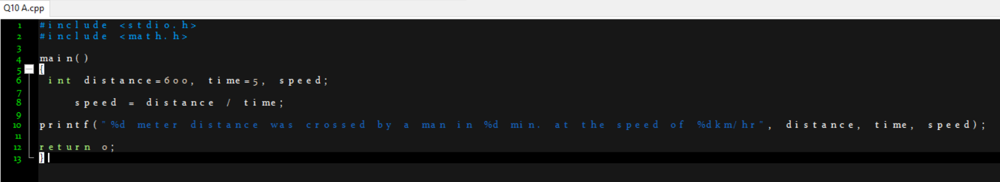 Q10 A.cpp
1 #include <stdio.h>
2 #include <math.h>
3
4 main()
5 {
6 int distance=600, time=5, speed;
7
8 speed = distance / time;
9
10 printf("%d meter distance was crossed by a man in %d min. at the speed of %dkm/hr", distance, time, speed);
11
12 return 0;
13 }